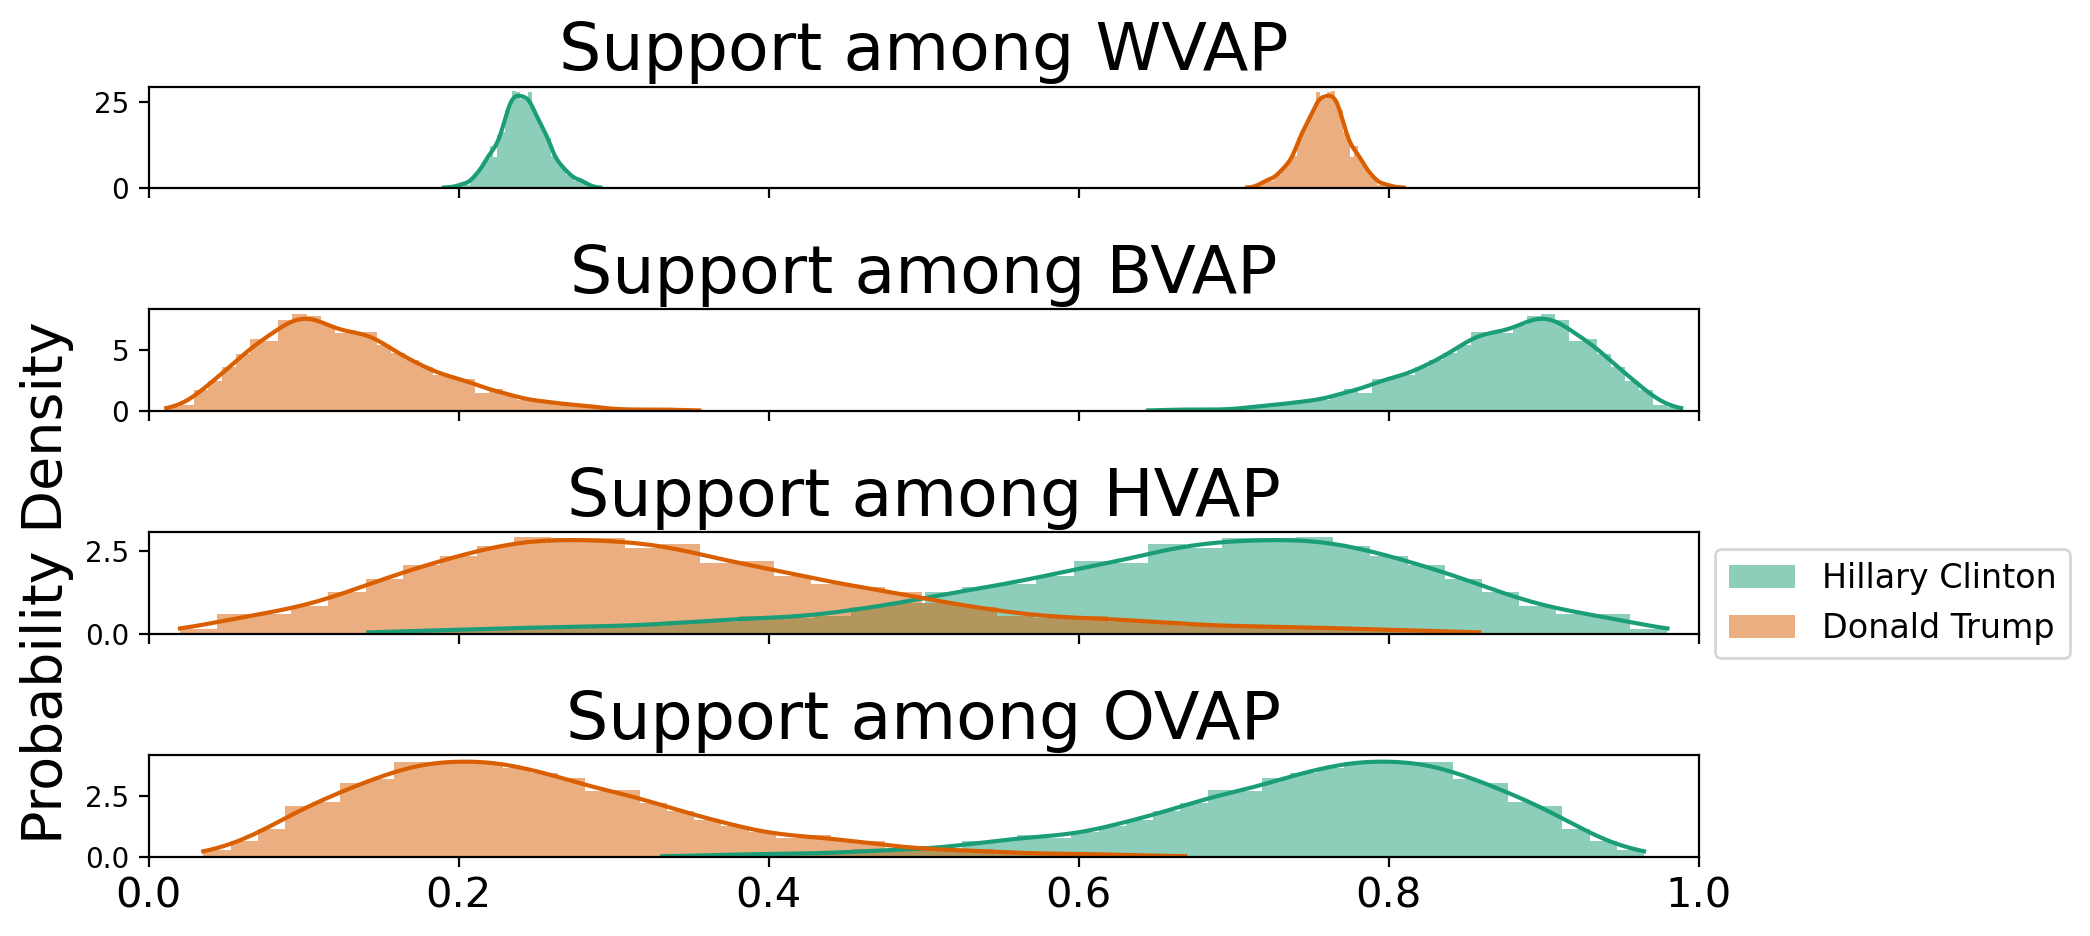 Support among WVAP
25
0
Support among BVAP
5
0
Probability Density
Support among HVAP
2.5
0.0
Hillary Clinton
Donald Trump
Support among OVAP
2.5
0.0
0.0 0.2 0.4 0.6 0.8 1.0